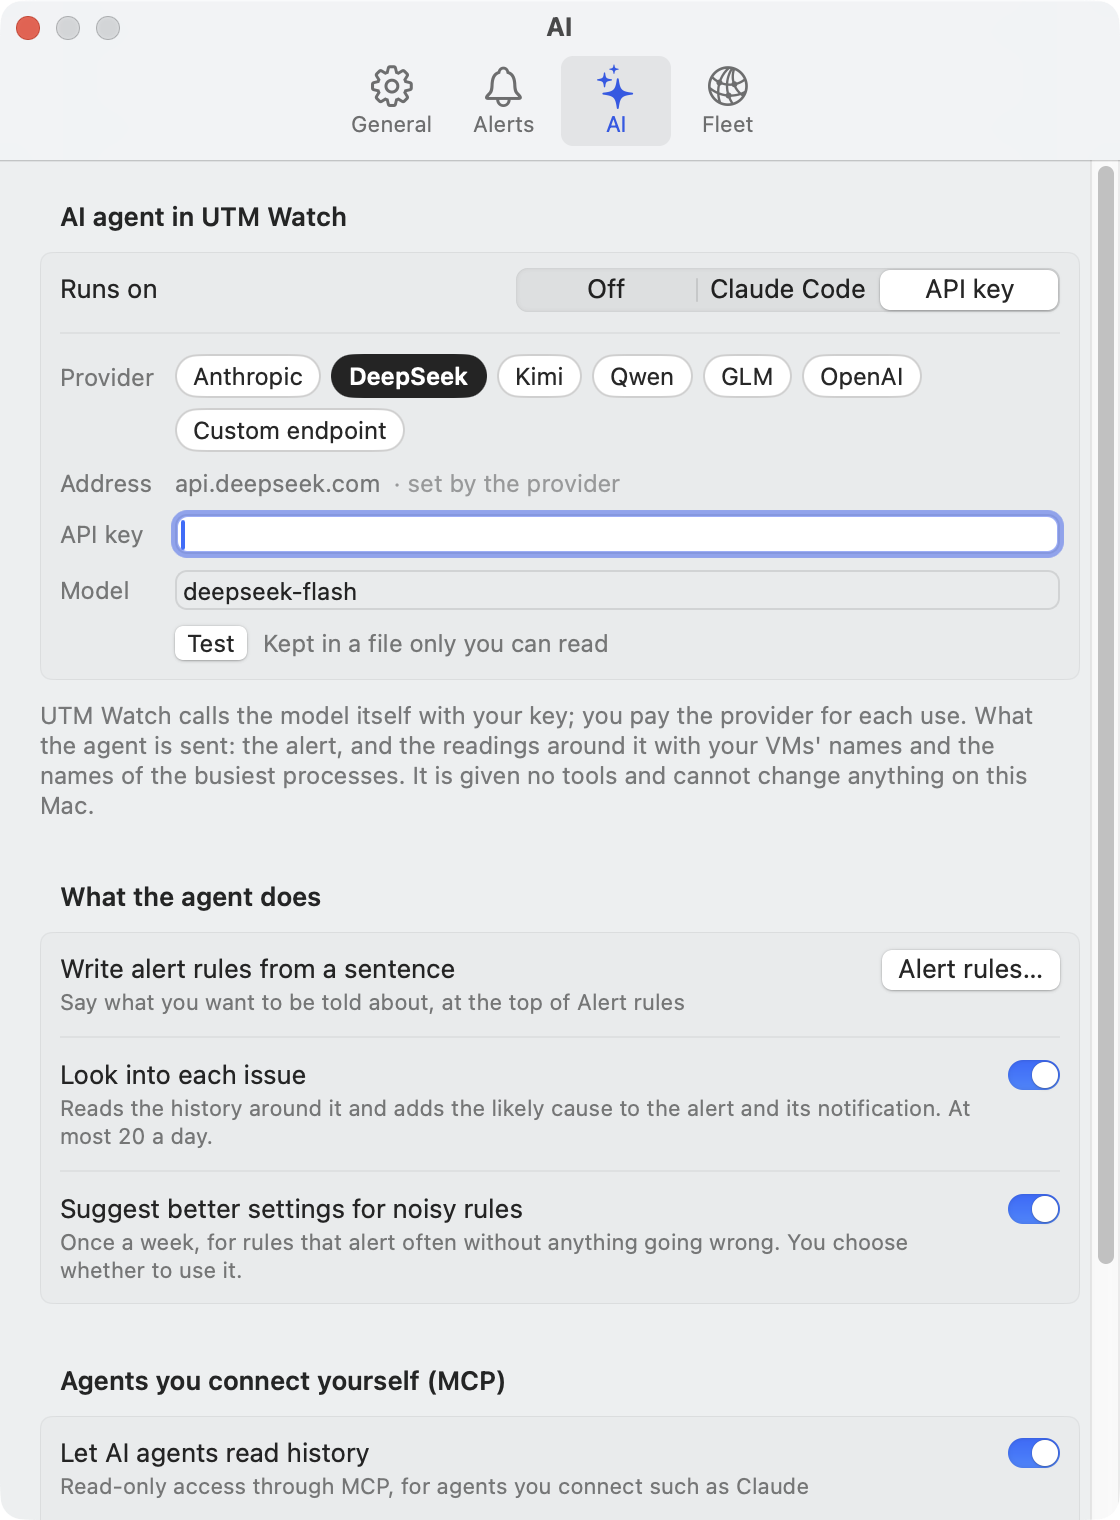 AI
General
Alerts
AI
Fleet
AI agent in UTM Watch
Runs on
Off
Claude Code
API key
Provider
Anthropic
DeepSeek
Kimi
Qwen
GLM
OpenAI
Custom endpoint
Address
api.deepseek.com · set by the provider
API key
Model
deepseek-flash
Test
Kept in a file only you can read
UTM Watch calls the model itself with your key; you pay the provider for each use. What
the agent is sent: the alert, and the readings around it with your VMs' names and the
names of the busiest processes. It is given no tools and cannot change anything on this
Mac.
What the agent does
Write alert rules from a sentence
Say what you want to be told about, at the top of Alert rules
Alert rules...
Look into each issue
Reads the history around it and adds the likely cause to the alert and its notification. At
most 20 a day.
Suggest better settings for noisy rules
Once a week, for rules that alert often without anything going wrong. You choose
whether to use it.
Agents you connect yourself (MCP)
Let AI agents read history
Read-only access through MCP, for agents you connect such as Claude